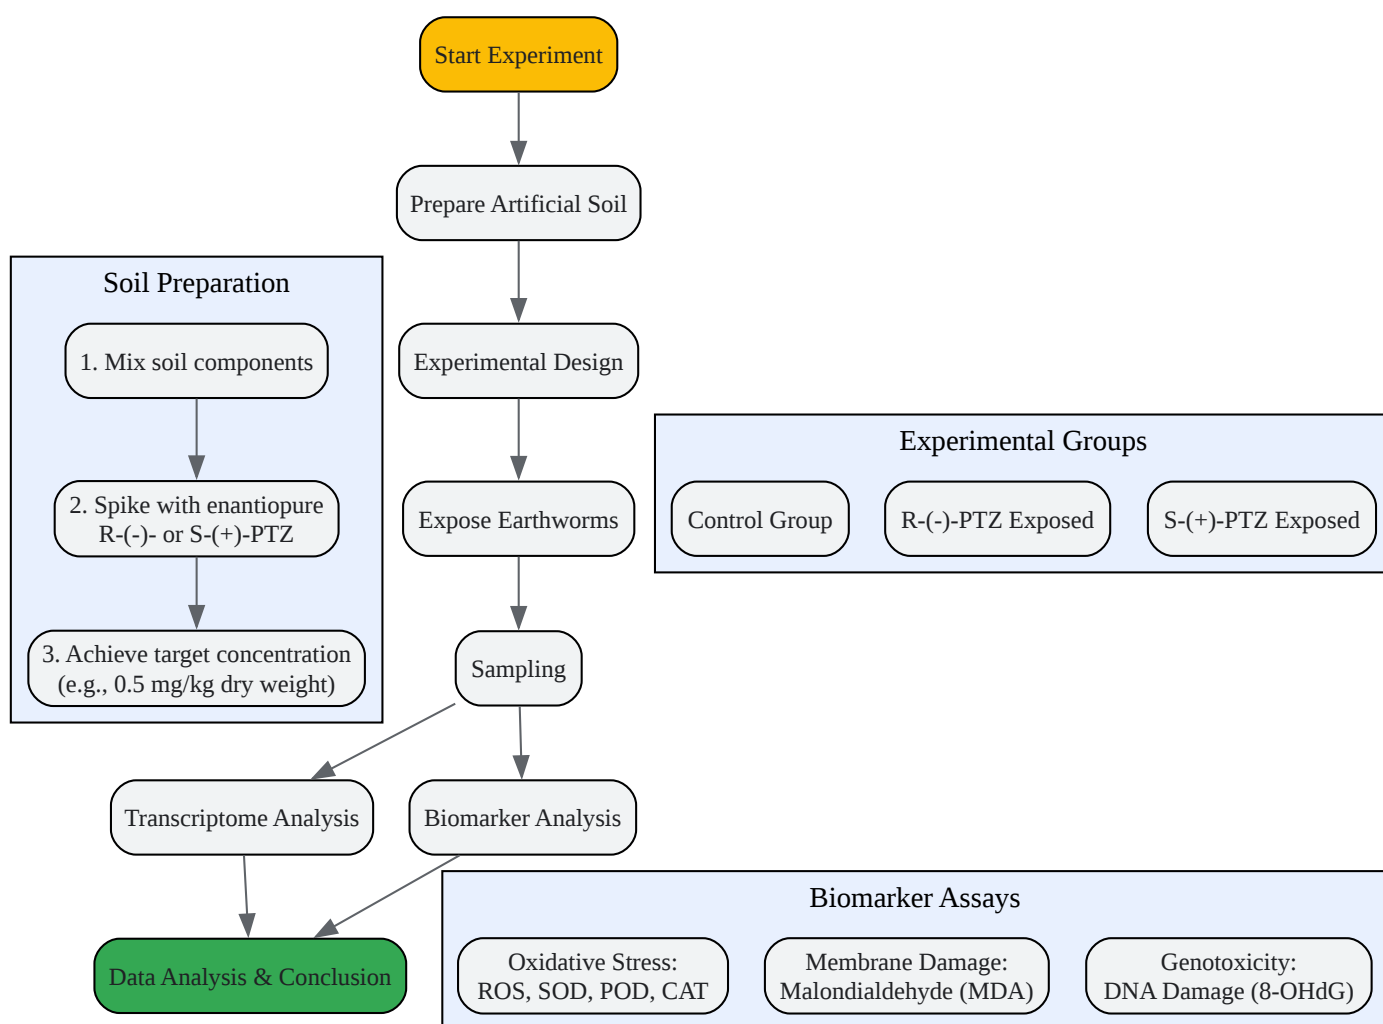 Start Experiment
Prepare Artificial Soil
Soil Preparation
1. Mix soil components
2. Spike with enantiopure
R-(-)- or S-(+)-PTZ
3. Achieve target concentration
(e.g., 0.5 mg/kg dry weight)
Experimental Design
Expose Earthworms
Experimental Groups
Control Group
R-(-)-PTZ Exposed
S-(+)-PTZ Exposed
Sampling
Transcriptome Analysis
Biomarker Analysis
Data Analysis & Conclusion
Biomarker Assays
Oxidative Stress:
ROS, SOD, POD, CAT
Membrane Damage:
Malondialdehyde (MDA)
Genotoxicity:
DNA Damage (8-OHdG)